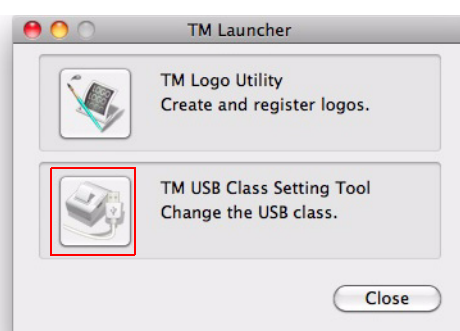 TM Launcher
TM Logo Utility
Create and register logos.
TM USB Class Setting Tool
Change the USB class.
Close